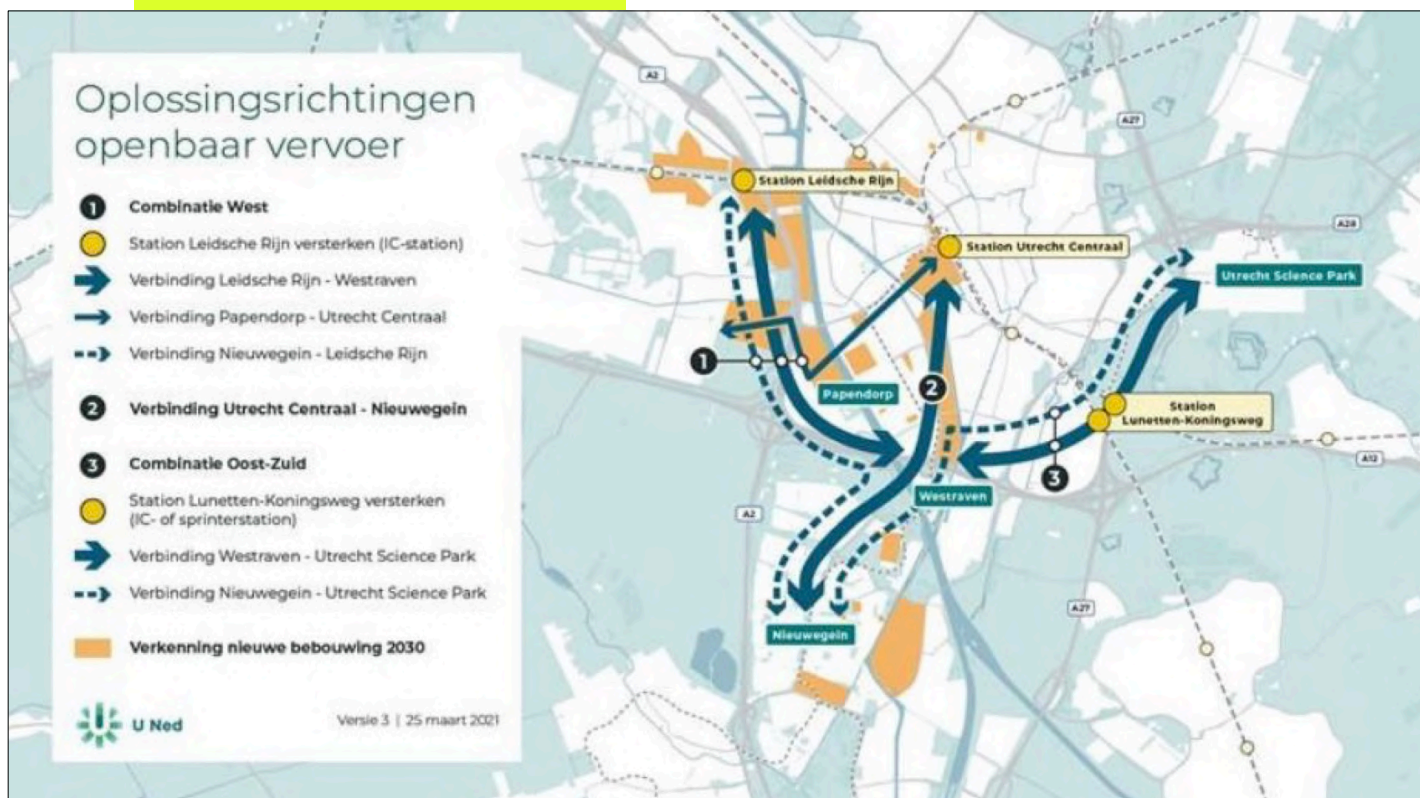 Oplossingsrichtingen
openbaar vervoer
1 Combinatie West
Station Leidsche Rijn versterken (IC-station)
Verbinding Leidsche Rijn - Westraven
Verbinding Papendorp - Utrecht Centraal
Verbinding Nieuwegein - Leidsche Rijn
2 Verbinding Utrecht Centraal - Nieuwegein
3 Combinatie Oost-Zuid
Station Lunetten-Koningsweg versterken
(IC- of sprinterstation)
Verbinding Westraven - Utrecht Science Park
Verbinding Nieuwegein - Utrecht Science Park
Verkenning nieuwe bebouwing 2030
U Ned
Versie 3 | 25 maart 2021
A2
A27
Station Leidsche Rijn
A28
Station Utrecht Centraal
Utrecht Science Park
1
Papendorp
2
Station
Lunetten-Koningsweg
A12
3
Westraven
A2
A27
Nieuwegein